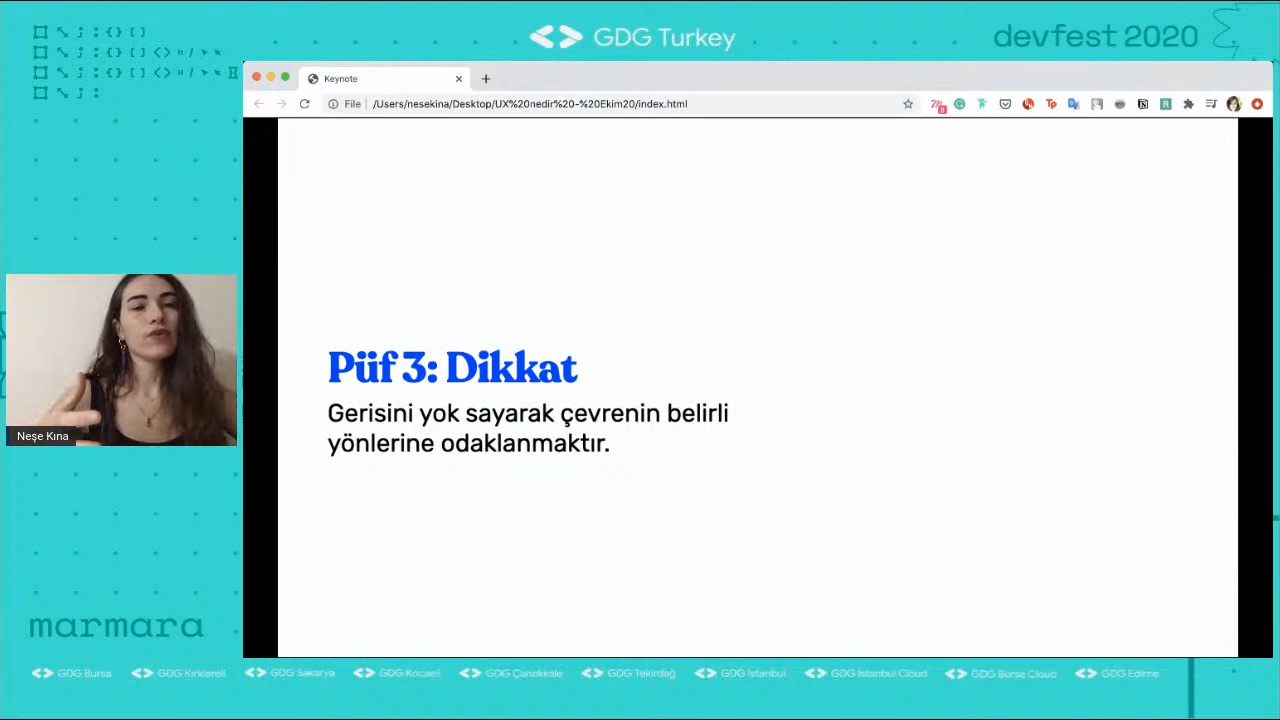 GDG Turkey
devfest 2020
Keynote
File
/Users/nesekina/Desktop/UX%20nedir%20-%20Ekim20/index.html
Püf 3: Dikkat
Gerisini yok sayarak çevrenin belirli
yönlerine odaklanmaktır.
Neşe Kına
marmara
GDG Bursa
GDG Kırklareli
GDG Sakarya
GDG Kocaeli
GDG Çanakkale
GDG Tekirdağ
GDG İstanbul
GDG İstanbul Cloud
GDG Bursa Cloud
GDG Edirne